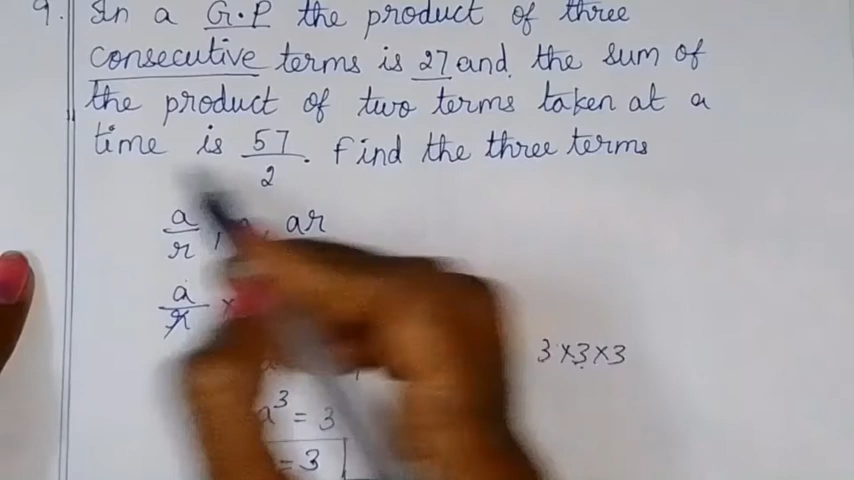 9. In a G.P the product of three
consecutive terms is 27 and the sum of
the product of two terms taken at a
time is 57/2. Find the three terms
a/r, ar
a/r ×
3×3×3
a³ = 3
= 3